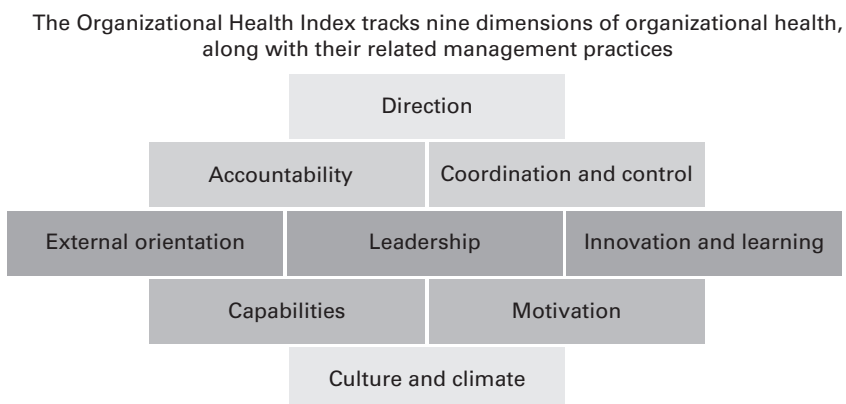 The Organizational Health Index tracks nine dimensions of organizational health,
along with their related management practices
Direction
Accountability
Coordination and control
External orientation
Leadership
Innovation and learning
Capabilities
Motivation
Culture and climate